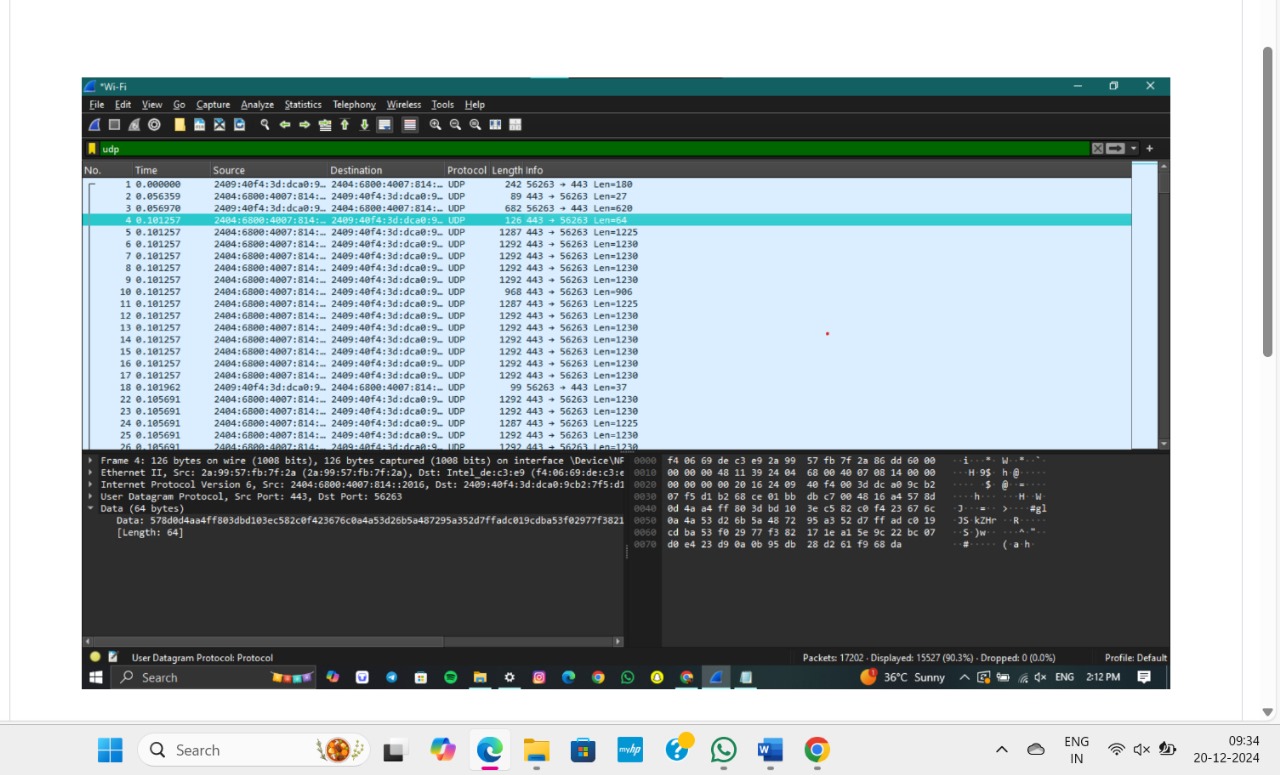 *Wi-Fi
File Edit View Go Capture Analyze Statistics Telephony Wireless Tools Help
udp
No. Time Source Destination Protocol Length Info
1 0.000000 2409:40f4:3d:dca0:9… 2404:6800:4007:814:… UDP 242 56263 → 443 Len=180
2 0.056359 2404:6800:4007:814:… 2409:40f4:3d:dca0:9… UDP 89 443 → 56263 Len=27
3 0.056970 2409:40f4:3d:dca0:9… 2404:6800:4007:814:… UDP 682 56263 → 443 Len=620
4 0.101257 2404:6800:4007:814:… 2409:40f4:3d:dca0:9… UDP 126 443 → 56263 Len=64
5 0.101257 2404:6800:4007:814:… 2409:40f4:3d:dca0:9… UDP 1287 443 → 56263 Len=1225
6 0.101257 2404:6800:4007:814:… 2409:40f4:3d:dca0:9… UDP 1292 443 → 56263 Len=1230
7 0.101257 2404:6800:4007:814:… 2409:40f4:3d:dca0:9… UDP 1292 443 → 56263 Len=1230
8 0.101257 2404:6800:4007:814:… 2409:40f4:3d:dca0:9… UDP 1292 443 → 56263 Len=1230
9 0.101257 2404:6800:4007:814:… 2409:40f4:3d:dca0:9… UDP 1292 443 → 56263 Len=1230
10 0.101257 2404:6800:4007:814:… 2409:40f4:3d:dca0:9… UDP 968 443 → 56263 Len=906
11 0.101257 2404:6800:4007:814:… 2409:40f4:3d:dca0:9… UDP 1287 443 → 56263 Len=1225
12 0.101257 2404:6800:4007:814:… 2409:40f4:3d:dca0:9… UDP 1292 443 → 56263 Len=1230
13 0.101257 2404:6800:4007:814:… 2409:40f4:3d:dca0:9… UDP 1292 443 → 56263 Len=1230
14 0.101257 2404:6800:4007:814:… 2409:40f4:3d:dca0:9… UDP 1292 443 → 56263 Len=1230
15 0.101257 2404:6800:4007:814:… 2409:40f4:3d:dca0:9… UDP 1292 443 → 56263 Len=1230
16 0.101257 2404:6800:4007:814:… 2409:40f4:3d:dca0:9… UDP 1292 443 → 56263 Len=1230
17 0.101257 2404:6800:4007:814:… 2409:40f4:3d:dca0:9… UDP 1292 443 → 56263 Len=1230
18 0.101962 2409:40f4:3d:dca0:9… 2404:6800:4007:814:… UDP 99 56263 → 443 Len=37
22 0.105691 2404:6800:4007:814:… 2409:40f4:3d:dca0:9… UDP 1292 443 → 56263 Len=1230
23 0.105691 2404:6800:4007:814:… 2409:40f4:3d:dca0:9… UDP 1292 443 → 56263 Len=1230
24 0.105691 2404:6800:4007:814:… 2409:40f4:3d:dca0:9… UDP 1287 443 → 56263 Len=1225
25 0.105691 2404:6800:4007:814:… 2409:40f4:3d:dca0:9… UDP 1292 443 → 56263 Len=1230
26 0.105691 2404:6800:4007:814:… 2409:40f4:3d:dca0:9… UDP 1292 443 → 56263 Len=1230
Frame 4: 126 bytes on wire (1008 bits), 126 bytes captured (1008 bits) on interface \Device\NP
Ethernet II, Src: 2a:99:57:fb:7f:2a (2a:99:57:fb:7f:2a), Dst: Intel_de:c3:e9 (f4:06:69:de:c3:e
Internet Protocol Version 6, Src: 2404:6800:4007:814::2016, Dst: 2409:40f4:3d:dca0:9cb2:7f5:d1
User Datagram Protocol, Src Port: 443, Dst Port: 56263
Data (64 bytes)
Data: 578d0d4aa4ff803dbd103ec582c0f423676c0a4a53d26b5a487295a352d7ffadc019cdba53f02977f3821
[Length: 64]
0000 f4 06 69 de c3 e9 2a 99 57 fb 7f 2a 86 dd 60 00 ··i···*· W··*··`·
0010 00 00 00 48 11 39 24 04 68 00 40 07 08 14 00 00 ···H·9$· h·@·····
0020 00 00 00 00 20 16 24 09 40 f4 00 3d dc a0 9c b2 ···· ·$· @··=····
0030 07 f5 d1 b2 68 ce 01 bb db c7 00 48 16 a4 57 8d ····h··· ···H··W·
0040 0d 4a a4 ff 80 3d bd 10 3e c5 82 c0 f4 23 67 6c ·J···=·· >····#gl
0050 0a 4a 53 d2 6b 5a 48 72 95 a3 52 d7 ff ad c0 19 ·JS·kZHr ··R·····
0060 cd ba 53 f0 29 77 f3 82 17 1e a1 5e 9c 22 bc 07 ··S·)w·· ···^·"··
0070 d0 e4 23 d9 0a 0b 95 db 28 d2 61 f9 68 da ··#····· (·a·h·
User Datagram Protocol: Protocol Packets: 17202 · Displayed: 15527 (90.3%) · Dropped: 0 (0.0%) Profile: Default
Search 36°C Sunny ENG 2:12 PM
Search myhp W ENG IN 09:34 20-12-2024